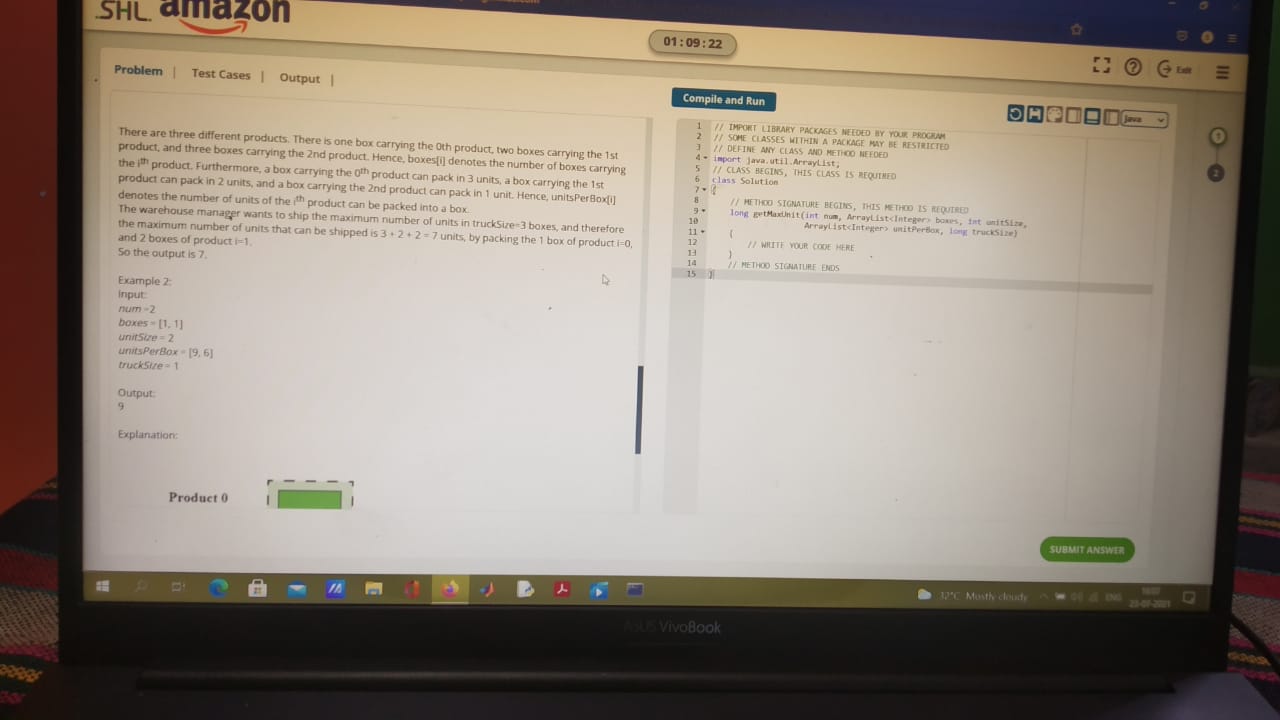 .SHL. amazon
01:09:22
Exit
Problem | Test Cases | Output |
Compile and Run
Java
There are three different products. There is one box carrying the 0th product, two boxes carrying the 1st
product, and three boxes carrying the 2nd product. Hence, boxes[i] denotes the number of boxes carrying
the ith product. Furthermore, a box carrying the 0th product can pack in 3 units, a box carrying the 1st
product can pack in 2 units, and a box carrying the 2nd product can pack in 1 unit. Hence, unitsPerBox[i]
denotes the number of units of the ith product can be packed into a box.
The warehouse manager wants to ship the maximum number of units in truckSize=3 boxes, and therefore
the maximum number of units that can be shipped is 3 + 2 + 2 = 7 units, by packing the 1 box of product i=0,
and 2 boxes of product i=1.
So the output is 7.
Example 2:
Input:
num =2
boxes = [1, 1]
unitSize = 2
unitsPerBox = [9, 6]
truckSize = 1
Output:
9
Explanation:
Product 0
1 // IMPORT LIBRARY PACKAGES NEEDED BY YOUR PROGRAM
2 // SOME CLASSES WITHIN A PACKAGE MAY BE RESTRICTED
3 // DEFINE ANY CLASS AND METHOD NEEDED
4 import java.util.ArrayList;
5 // CLASS BEGINS, THIS CLASS IS REQUIRED
6 class Solution
7 {
8 // METHOD SIGNATURE BEGINS, THIS METHOD IS REQUIRED
9 long getMaxUnit(int num, ArrayList<Integer> boxes, int unitSize,
10 ArrayList<Integer> unitPerBox, long truckSize)
11 {
12 // WRITE YOUR CODE HERE
13 }
14 // METHOD SIGNATURE ENDS
15 }
1
2
SUBMIT ANSWER
32°C Mostly cloudy ENG
23-07-2021
ASUS VivoBook